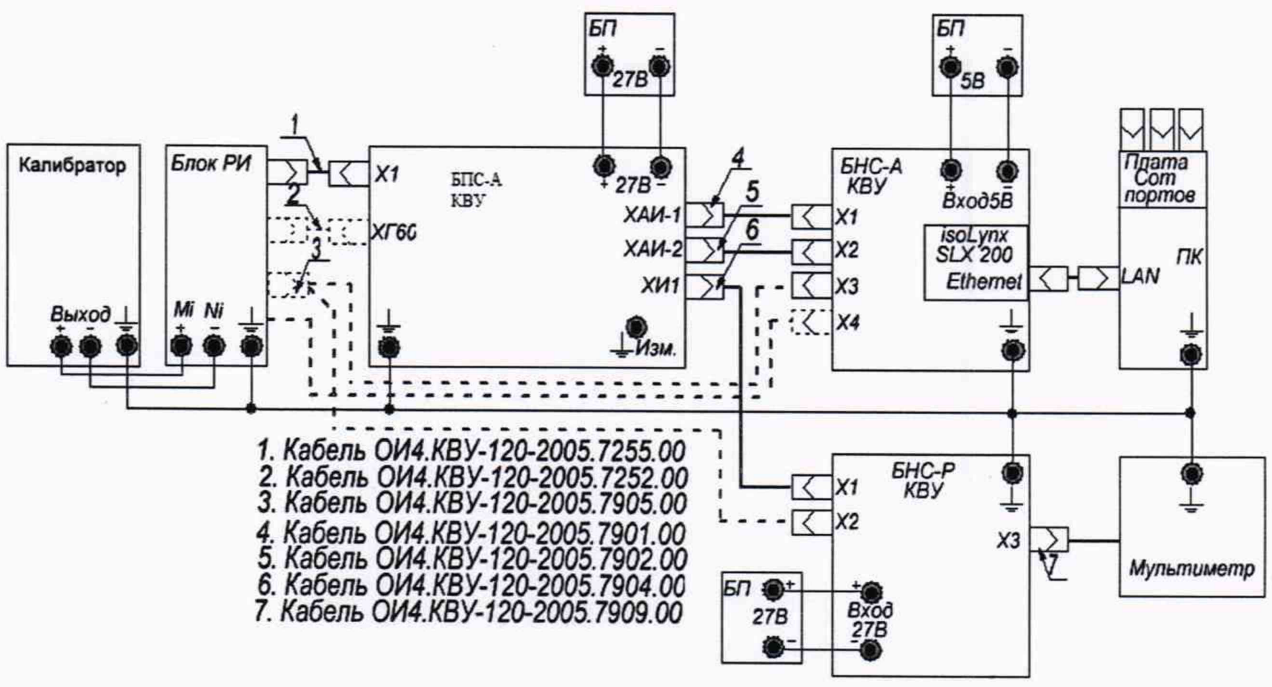 БП
+ -
27В
БП
+ -
5В
1
Калибратор
Выход
+ -
Блок РИ
Mi Ni
+ -
2
3
X1
БПС-А
КВУ
ХГ60
+ 27В -
ХАИ-1
ХАИ-2
ХИ1
Изм.
4
5
6
БНС-А
КВУ
+ -
Вход5В
X1
X2
X3
X4
isoLynx
SLX 200
Ethernet
Плата
Com
портов
ПК
LAN
1. Кабель ОИ4.КВУ-120-2005.7255.00
2. Кабель ОИ4.КВУ-120-2005.7252.00
3. Кабель ОИ4.КВУ-120-2005.7905.00
4. Кабель ОИ4.КВУ-120-2005.7901.00
5. Кабель ОИ4.КВУ-120-2005.7902.00
6. Кабель ОИ4.КВУ-120-2005.7904.00
7. Кабель ОИ4.КВУ-120-2005.7909.00
БНС-Р
КВУ
X1
X2
X3
7
Мультиметр
БП
+
27В
-
+
Вход
27В
-